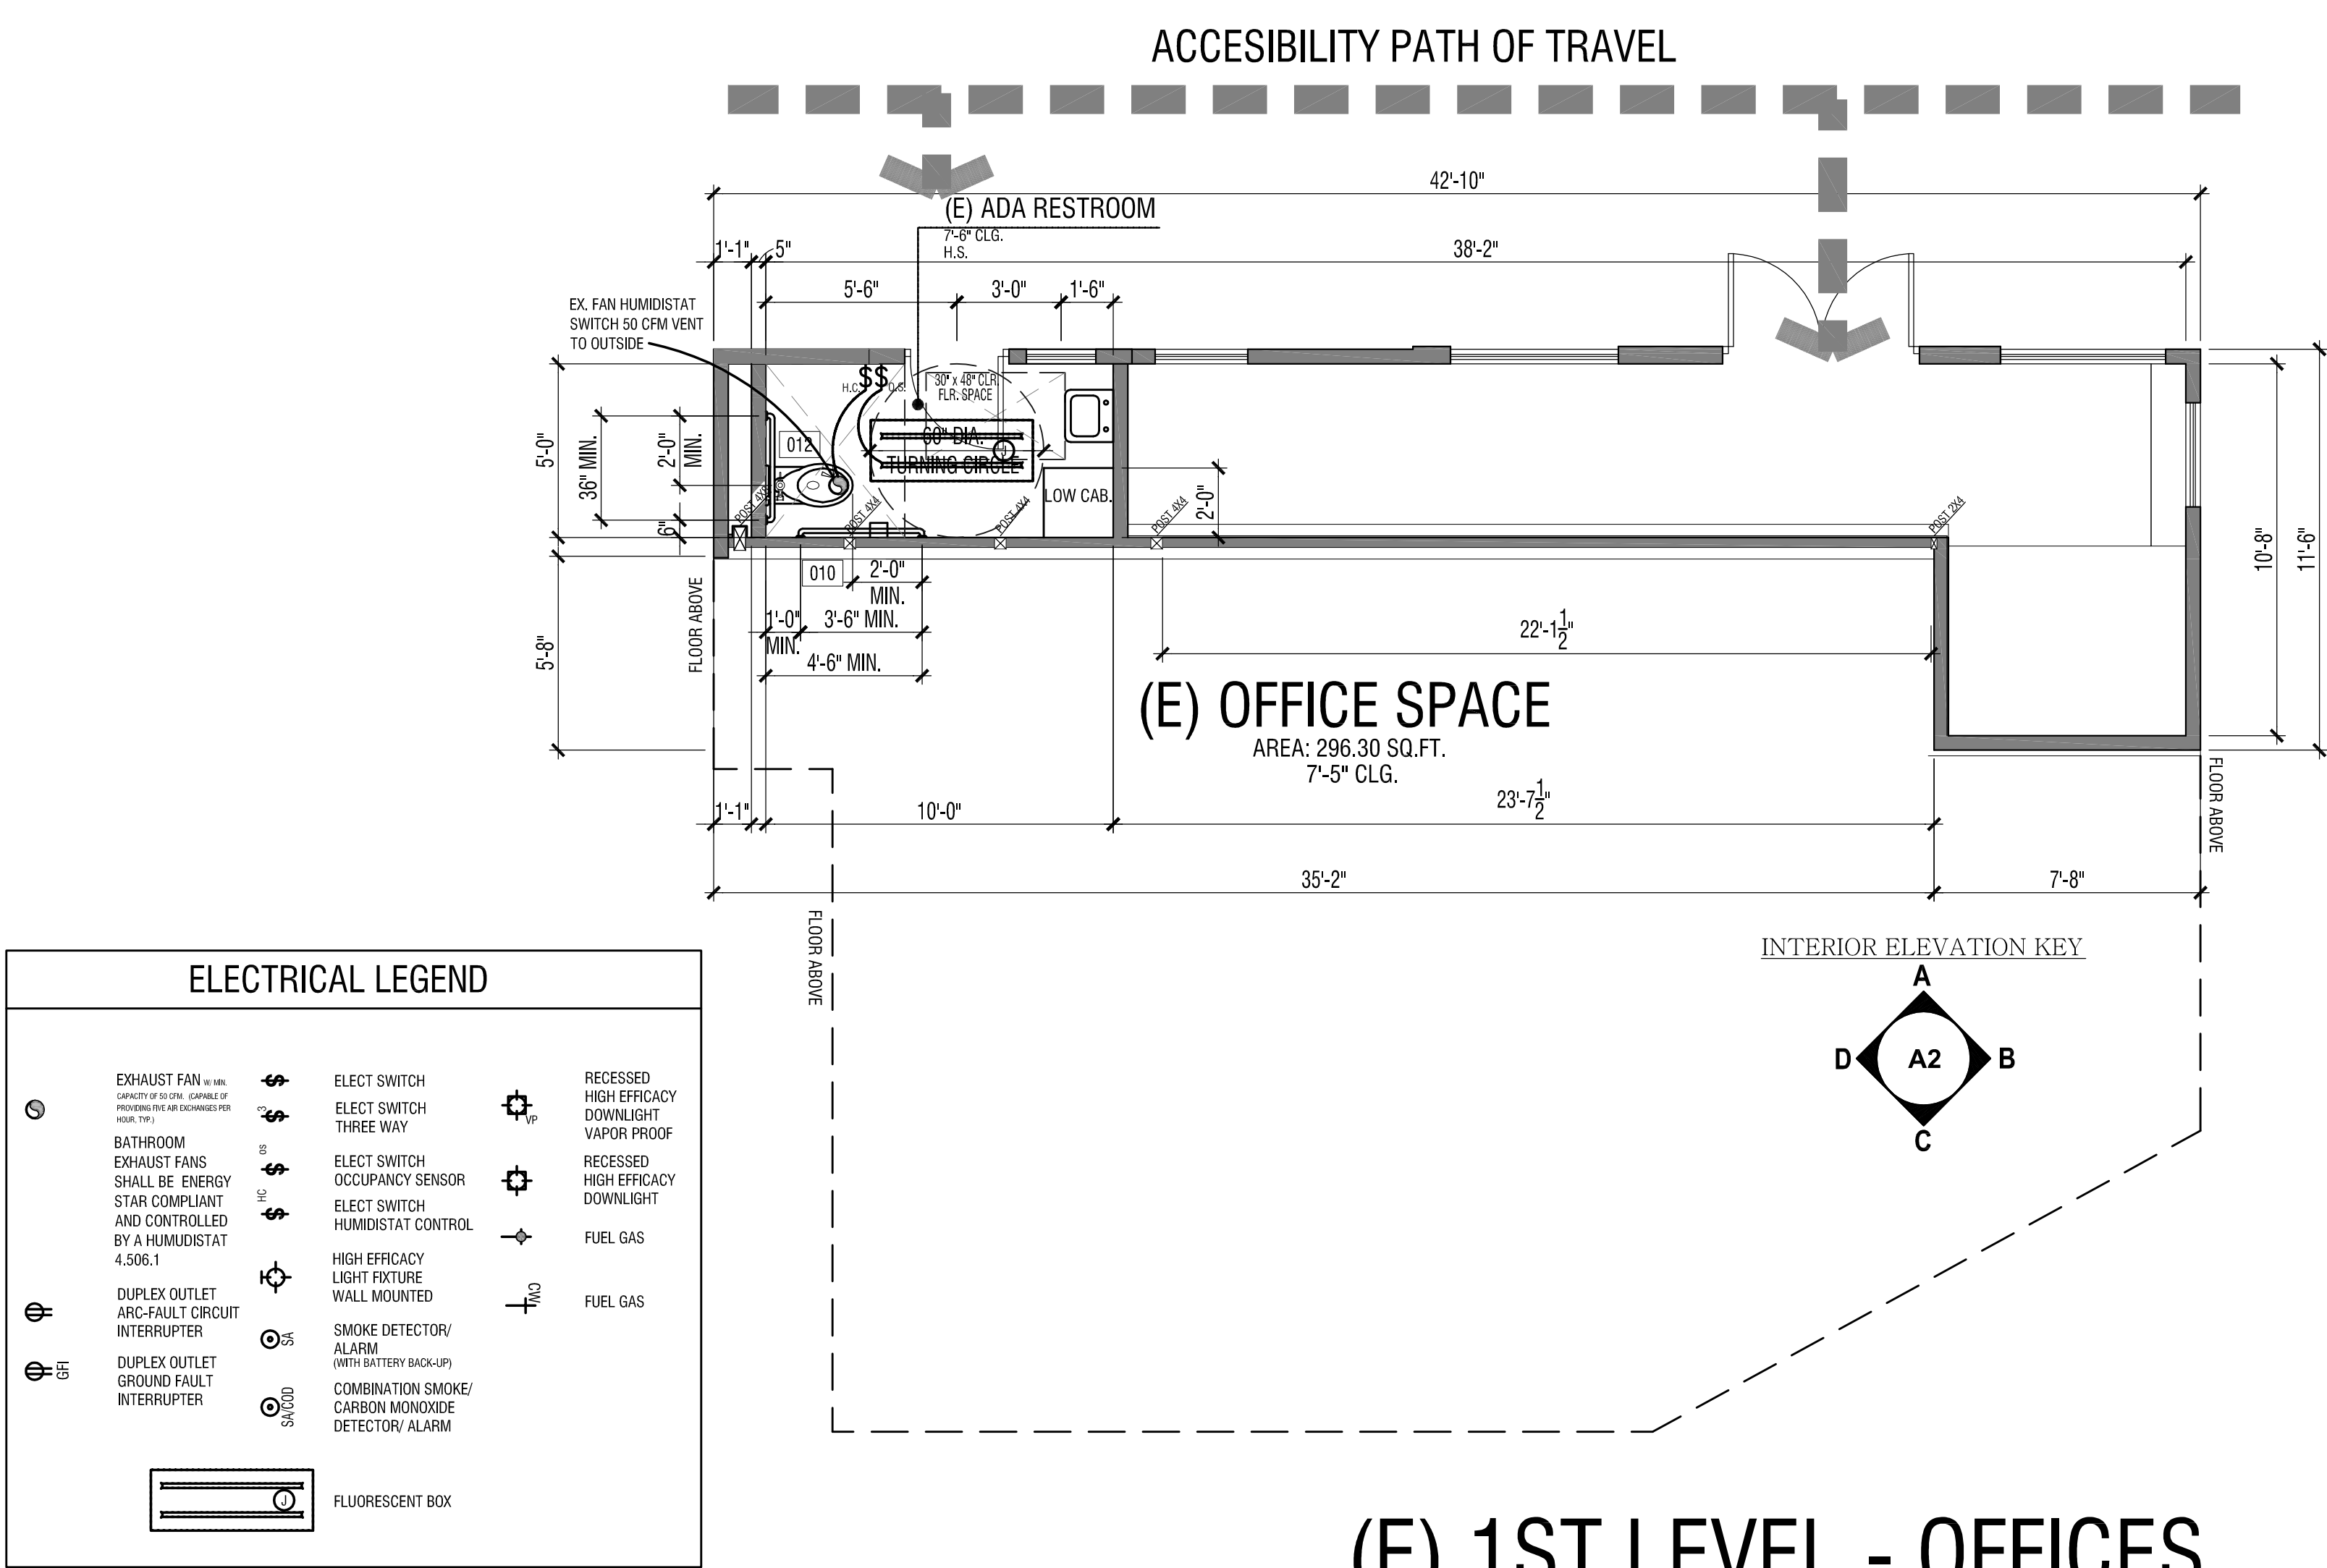 ACCESIBILITY PATH OF TRAVEL
42'-10"
(E) ADA RESTROOM
7'-6" CLG.
H.S.
1'-1"
5"
38'-2"
5'-6"
3'-0"
1'-6"
EX. FAN HUMIDISTAT
SWITCH 50 CFM VENT
TO OUTSIDE
H.C.
$$
O.S.
30" x 48" CLR.
FLR. SPACE
60" DIA.
TURNING CIRCLE
J
012
LOW CAB.
5'-0"
36" MIN.
2'-0"
MIN.
6"
POST 4X8
POST 4X4
POST 4X4
POST 4X4
POST 2X4
2'-0"
10'-8"
11'-6"
010
2'-0"
MIN.
1'-0"
MIN.
3'-6" MIN.
4'-6" MIN.
5'-8"
FLOOR ABOVE
22'-1 1/2"
(E) OFFICE SPACE
AREA: 296.30 SQ.FT.
7'-5" CLG.
1'-1"
10'-0"
23'-7 1/2"
FLOOR ABOVE
35'-2"
7'-8"
FLOOR ABOVE
INTERIOR ELEVATION KEY
A
D
A2
B
C
ELECTRICAL LEGEND
EXHAUST FAN W/ MIN.
CAPACITY OF 50 CFM. (CAPABLE OF
PROVIDING FIVE AIR EXCHANGES PER
HOUR, TYP.)
BATHROOM
EXHAUST FANS
SHALL BE ENERGY
STAR COMPLIANT
AND CONTROLLED
BY A HUMUDISTAT
4.506.1
DUPLEX OUTLET
ARC-FAULT CIRCUIT
INTERRUPTER
GFI
DUPLEX OUTLET
GROUND FAULT
INTERRUPTER
$
ELECT SWITCH
$ 3
ELECT SWITCH
THREE WAY
$ OS
ELECT SWITCH
OCCUPANCY SENSOR
$ HC
ELECT SWITCH
HUMIDISTAT CONTROL
HIGH EFFICACY
LIGHT FIXTURE
WALL MOUNTED
SA
SMOKE DETECTOR/
ALARM
(WITH BATTERY BACK-UP)
SA/COD
COMBINATION SMOKE/
CARBON MONOXIDE
DETECTOR/ ALARM
VP
RECESSED
HIGH EFFICACY
DOWNLIGHT
VAPOR PROOF
RECESSED
HIGH EFFICACY
DOWNLIGHT
FUEL GAS
CW
FUEL GAS
J
FLUORESCENT BOX
(E) 1ST LEVEL - OFFICES